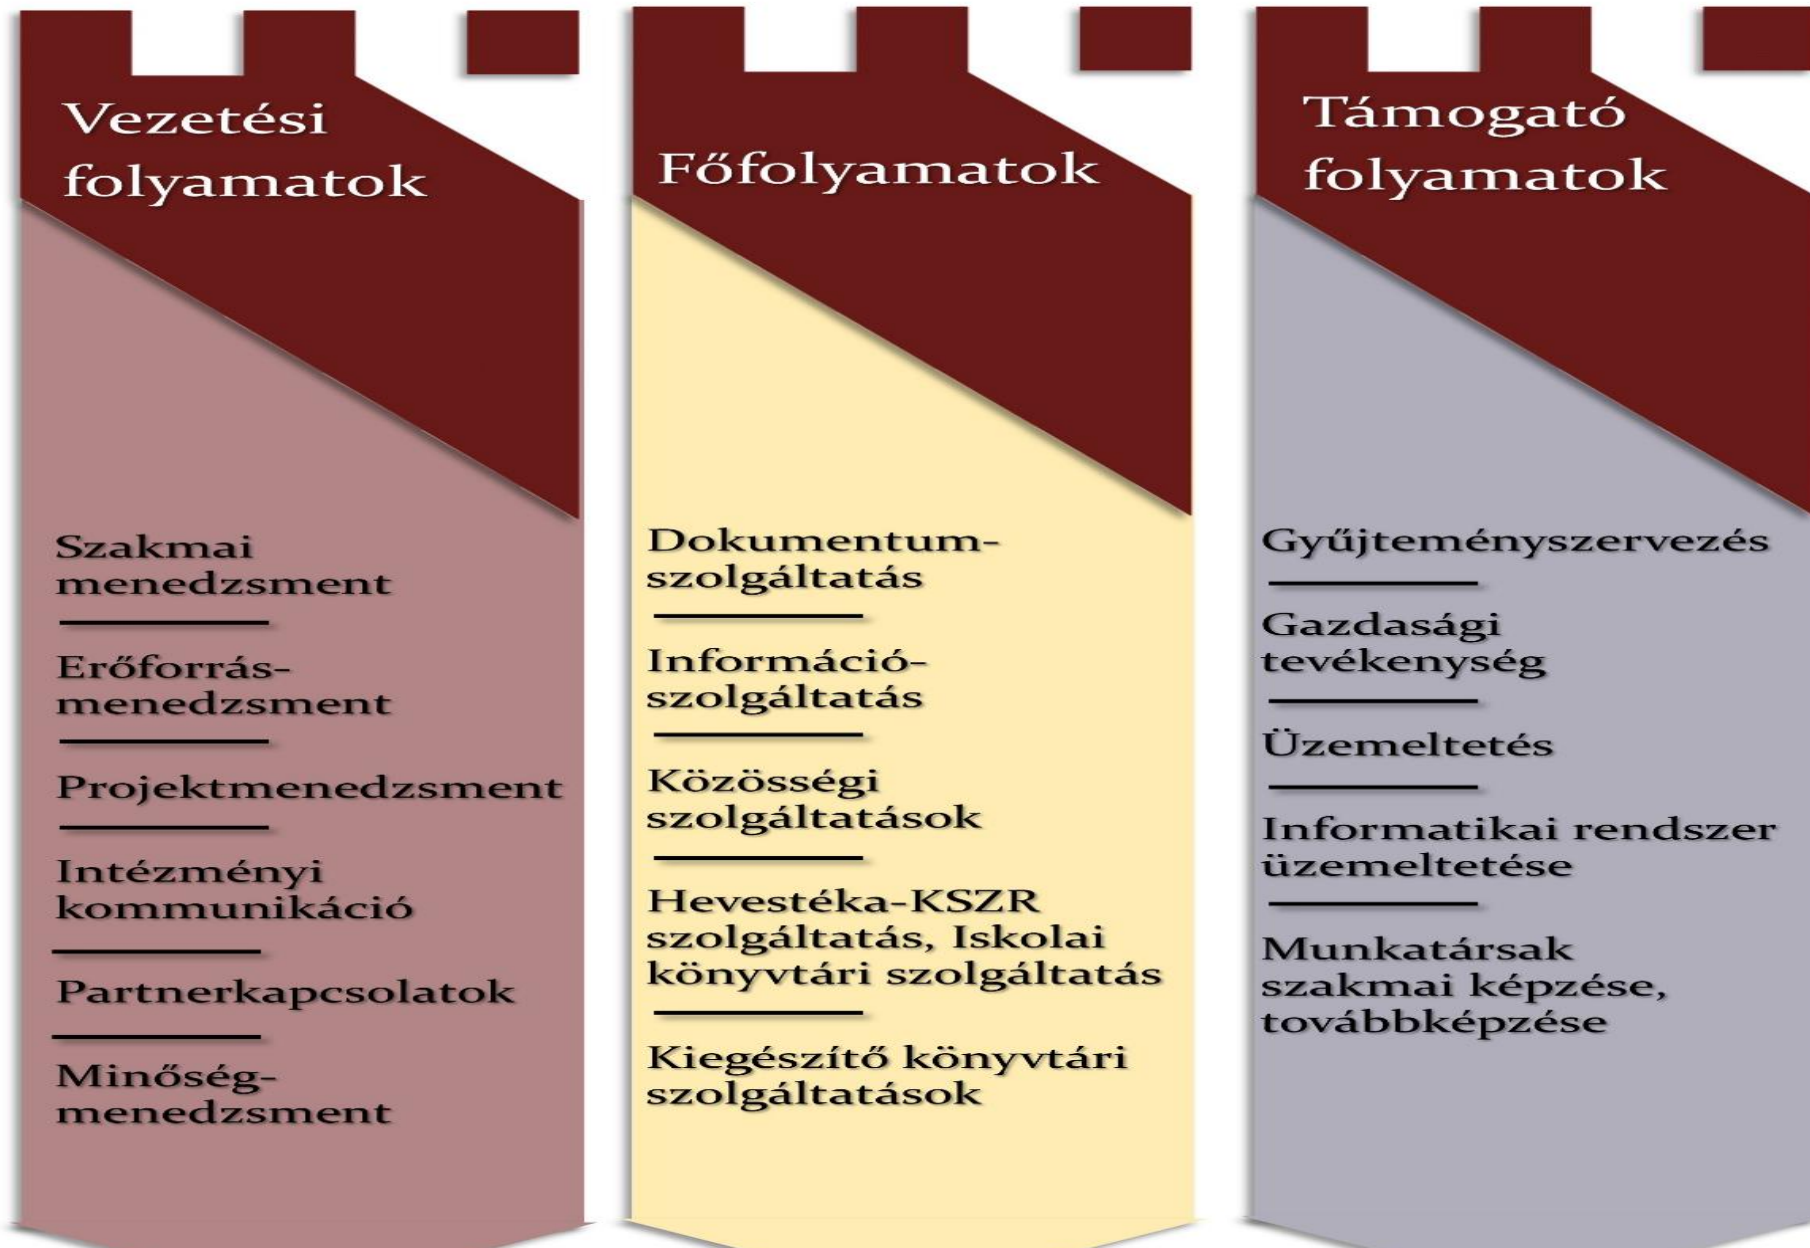 Vezetési
folyamatok
Szakmai
menedzsment
Erőforrás-
menedzsment
Projektmenedzsment
Intézményi
kommunikáció
Partnerkapcsolatok
Minőség-
menedzsment
Főfolyamatok
Dokumentum-
szolgáltatás
Információ-
szolgáltatás
Közösségi
szolgáltatások
Hevestéka-KSZR
szolgáltatás, Iskolai
könyvtári szolgáltatás
Kiegészítő könyvtári
szolgáltatások
Támogató
folyamatok
Gyűjteményszervezés
Gazdasági
tevékenység
Üzemeltetés
Informatikai rendszer
üzemeltetése
Munkatársak
szakmai képzése,
továbbképzése